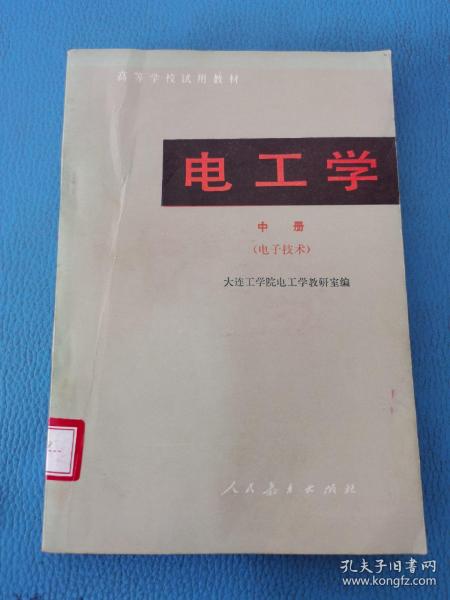 高等学校试用教材
电工学
中册
(电子技术)
大连工学院电工学教研室编
人民教育出版社
孔夫子旧书网
www.kongfz.com